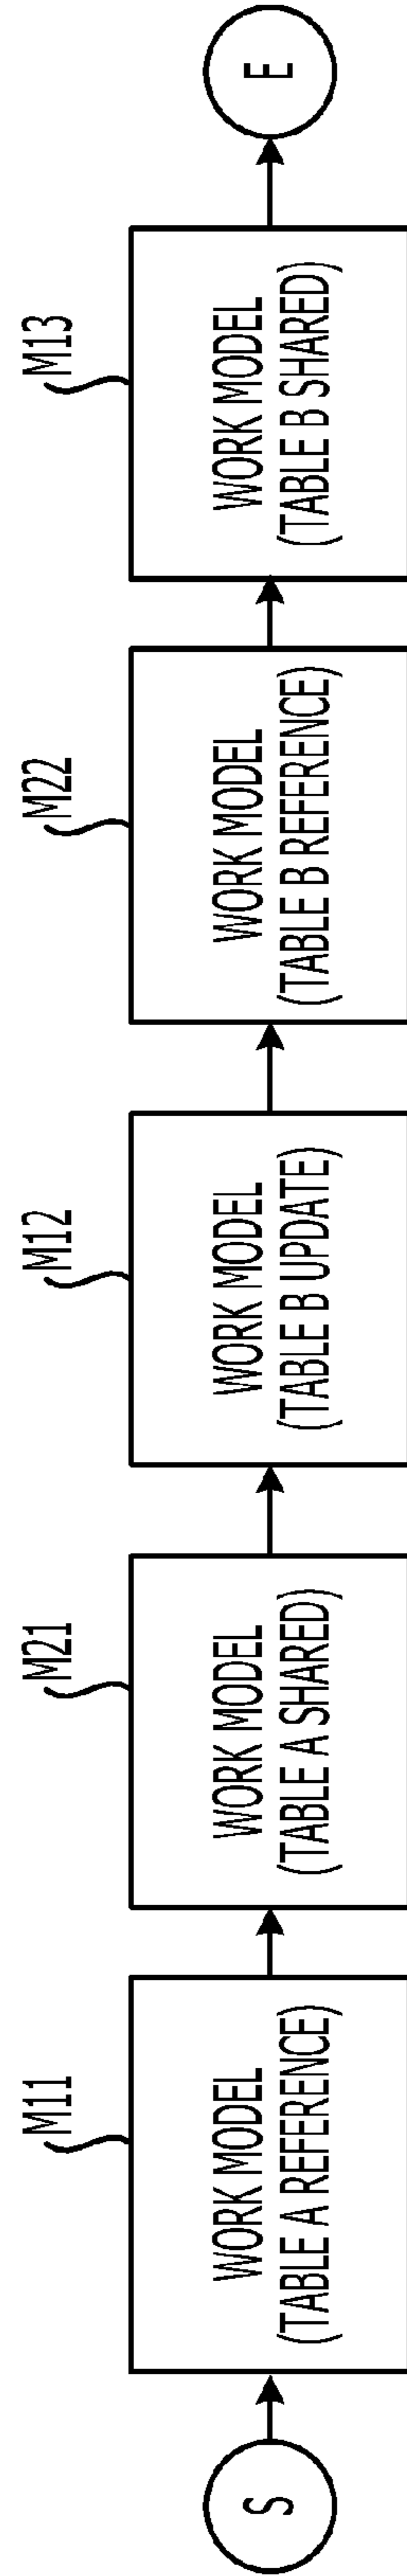 S
M11
WORK MODEL
(TABLE A REFERENCE)
M21
WORK MODEL
(TABLE A SHARED)
M12
WORK MODEL
(TABLE B UPDATE)
M22
WORK MODEL
(TABLE B REFERENCE)
M13
WORK MODEL
(TABLE B SHARED)
E